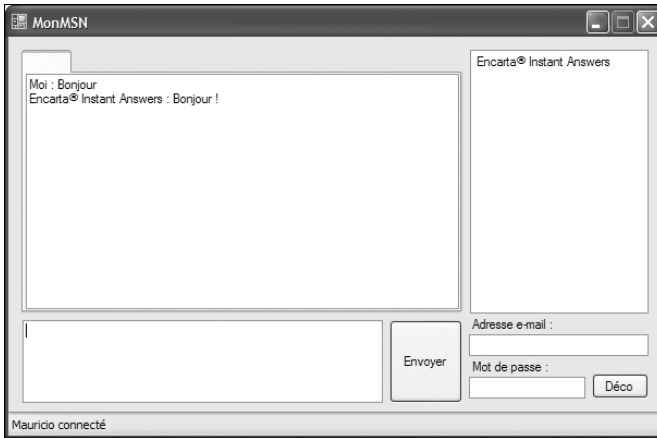 MonMSN
Moi : Bonjour
Encarta® Instant Answers : Bonjour !
Encarta® Instant Answers
Envoyer
Adresse e-mail :
Mot de passe :
Déco
Mauricio connecté